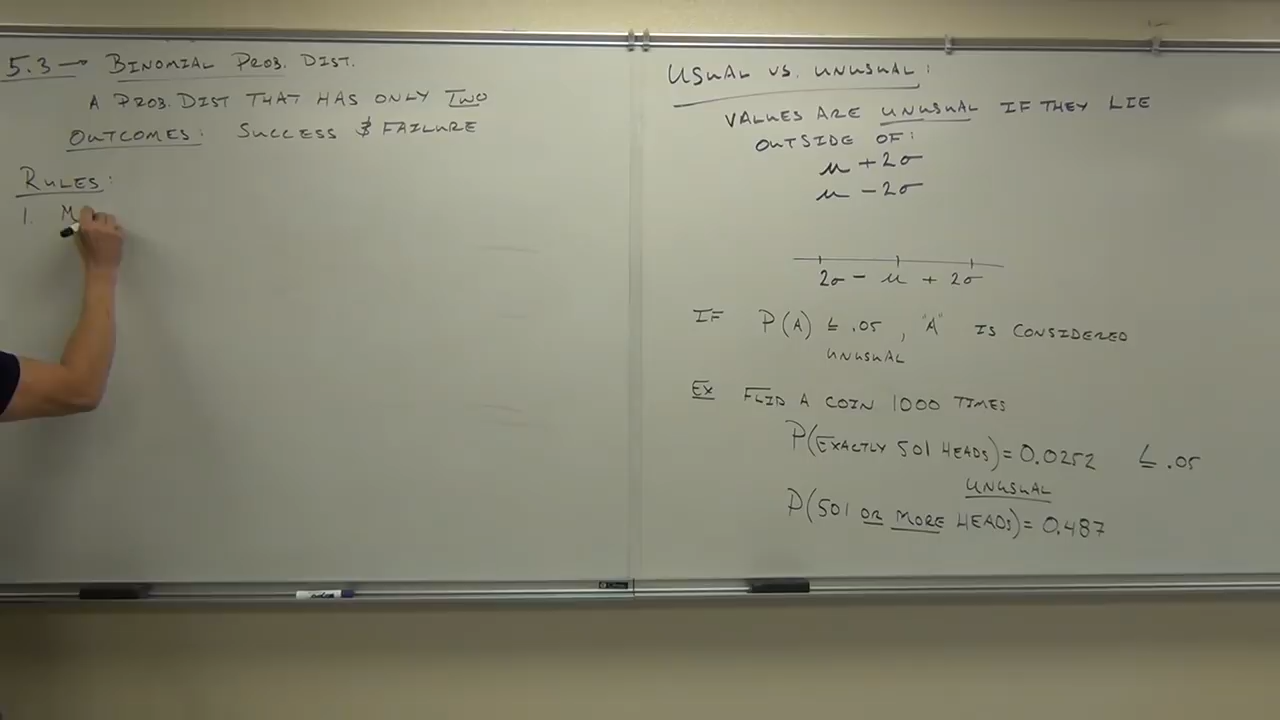 5.3 → BINOMIAL PROB. DIST.
A PROB. DIST THAT HAS ONLY TWO
OUTCOMES: SUCCESS & FAILURE
RULES:
1. M
USUAL VS. UNUSUAL:
VALUES ARE UNUSUAL IF THEY LIE
OUTSIDE OF:
μ + 2σ
μ - 2σ
2σ - μ + 2σ
IF P(A) ≤ .05, "A" IS CONSIDERED
UNUSUAL
EX FLIP A COIN 1000 TIMES
P(EXACTLY 501 HEADS) = 0.0252 ≤ .05
UNUSUAL
P(501 OR MORE HEADS) = 0.487